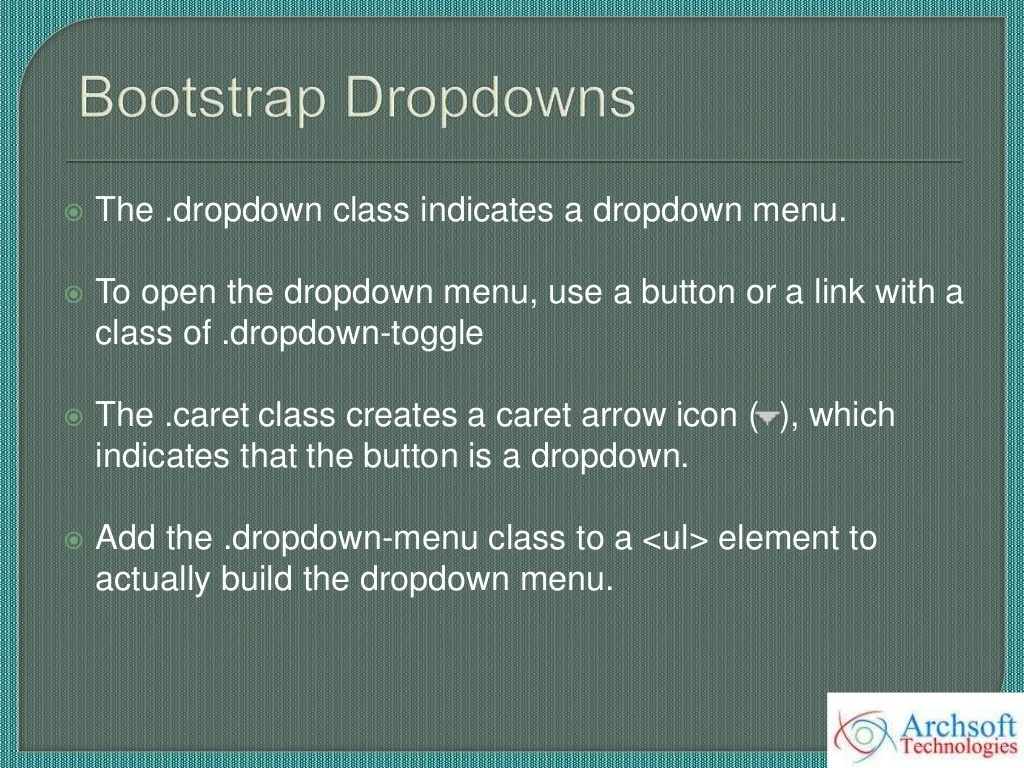 Bootstrap Dropdowns
The .dropdown class indicates a dropdown menu.
To open the dropdown menu, use a button or a link with a
class of .dropdown-toggle
The .caret class creates a caret arrow icon (▼), which
indicates that the button is a dropdown.
Add the .dropdown-menu class to a <ul> element to
actually build the dropdown menu.
Archsoft
Technologies